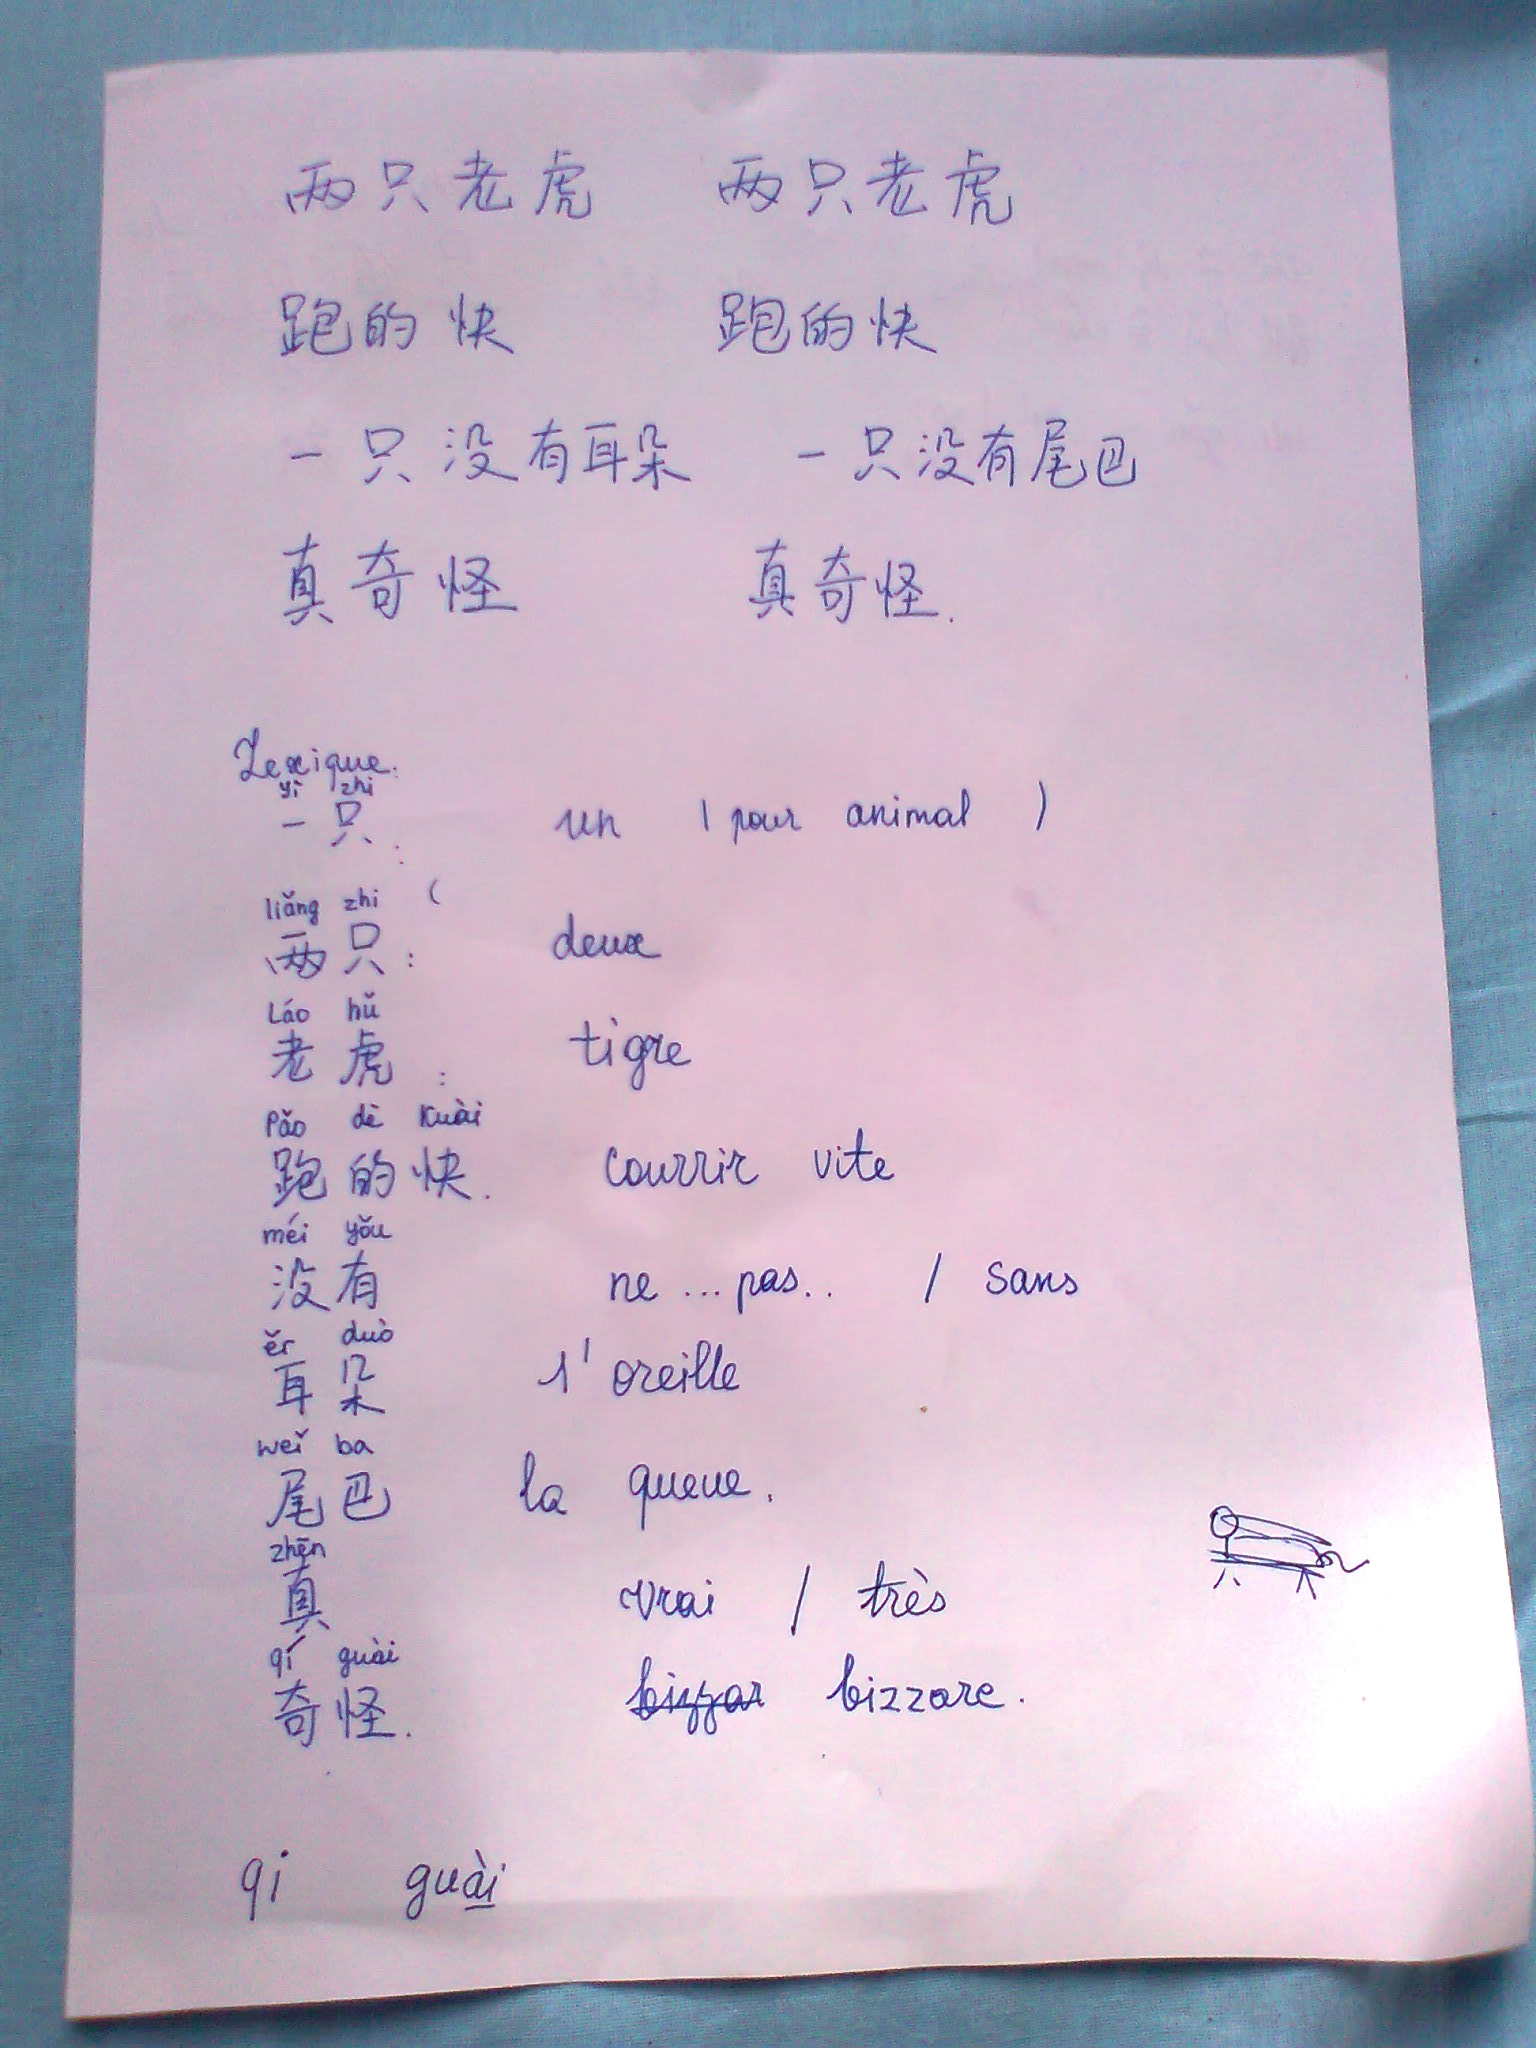 两只老虎 两只老虎
跑的快 跑的快
一只没有耳朵 一只没有尾巴
真奇怪 真奇怪.
Lexique:
yì zhi
一只: un (pour animal)
liǎng zhi (
两只: deux
Láo hǔ
老虎: tigre
Pǎo dè Kuài
跑的快. courrir vite
méi yǒu
没有 ne ... pas.. / sans
ěr duò
耳朵 l'oreille
weǐ ba
尾巴 la queue.
zhēn
真 vrai / très
qí guài
奇怪. bizzar bizzare.
qí guài